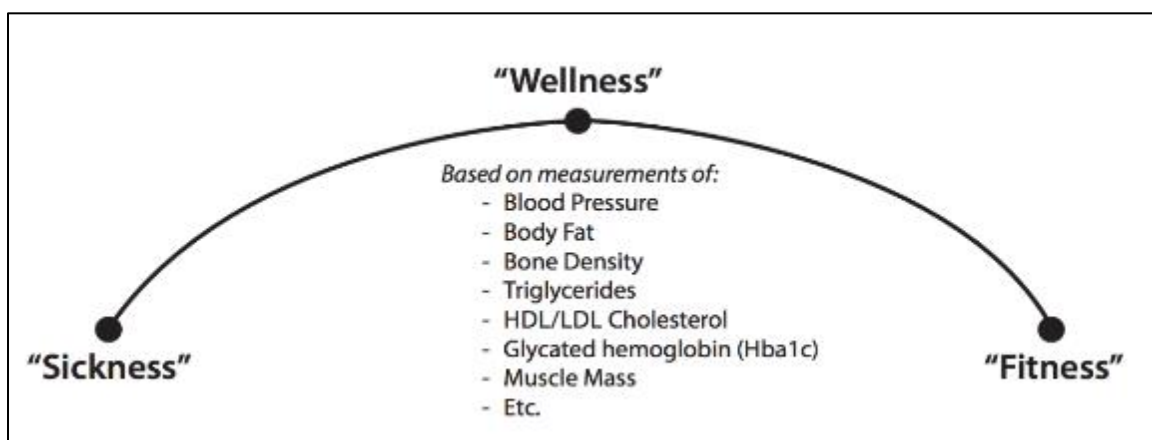 “Wellness”
Based on measurements of:
- Blood Pressure
- Body Fat
- Bone Density
- Triglycerides
- HDL/LDL Cholesterol
- Glycated hemoglobin (Hba1c)
- Muscle Mass
- Etc.
“Sickness”
“Fitness”